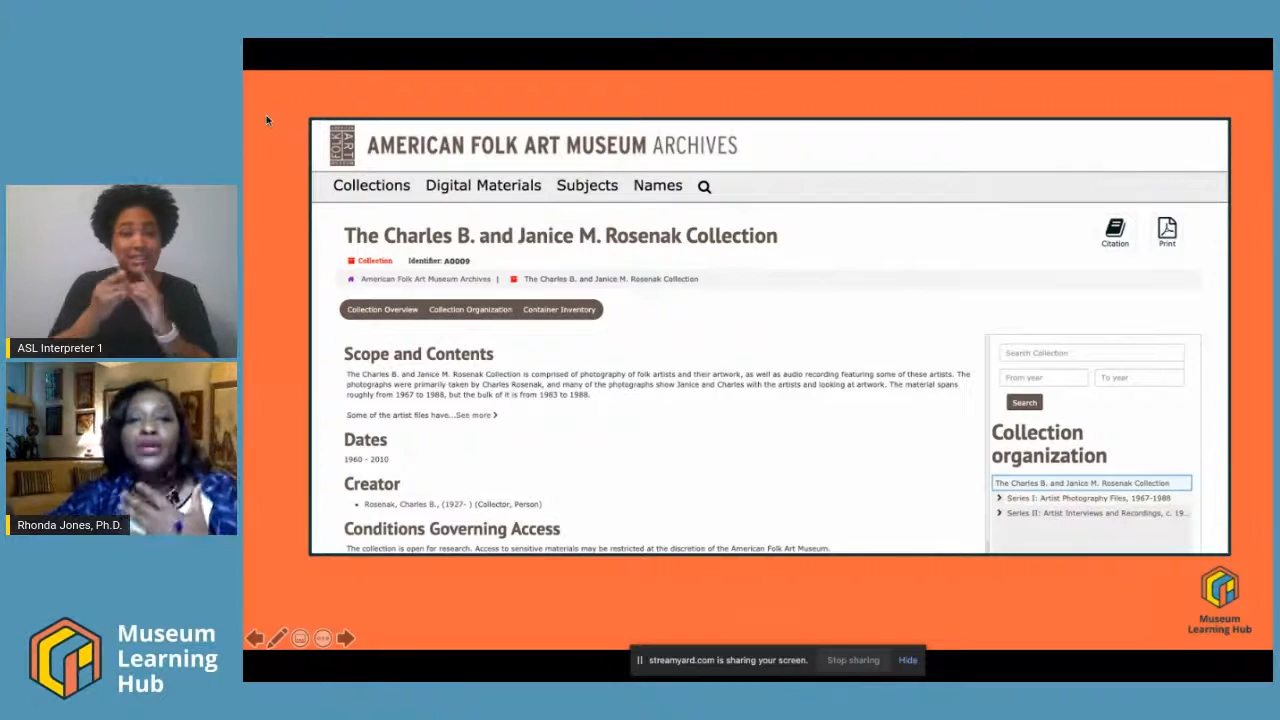 AMERICAN FOLK ART MUSEUM ARCHIVES
Collections Digital Materials Subjects Names
The Charles B. and Janice M. Rosenak Collection
Citation
Print
Collection Identifier: A0009
American Folk Art Museum Archives | The Charles B. and Janice M. Rosenak Collection
Collection Overview Collection Organization Container Inventory
Scope and Contents
The Charles B. and Janice M. Rosenak Collection is comprised of photography of folk artists and their artwork, as well as audio recording featuring some of these artists. The
photographs were primarily taken by Charles Rosenak, and many of the photographs show Janice and Charles with the artists and looking at artwork. The material spans
roughly from 1967 to 1988, but the bulk of it is from 1983 to 1988.
Some of the artist files have...See more
Dates
1960 - 2010
Creator
Rosenak, Charles B., (1927- ) (Collector, Person)
Conditions Governing Access
The collection is open for research. Access to sensitive materials may be restricted at the discretion of the American Folk Art Museum.
Search Collection
From year To year
Search
Collection
organization
The Charles B. and Janice M. Rosenak Collection
Series I: Artist Photography Files, 1967-1988
Series II: Artist Interviews and Recordings, c. 19...
ASL Interpreter 1
Rhonda Jones, Ph.D.
Museum
Learning
Hub
Museum
Learning Hub
streamyard.com is sharing your screen. Stop sharing Hide